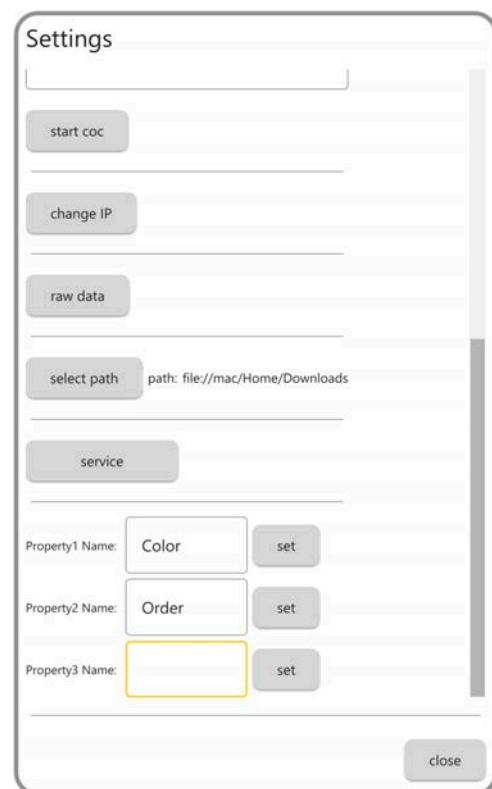 Settings
start coc
change IP
raw data
select path path: file://mac/Home/Downloads
service
Property1 Name: Color set
Property2 Name: Order set
Property3 Name: set
close